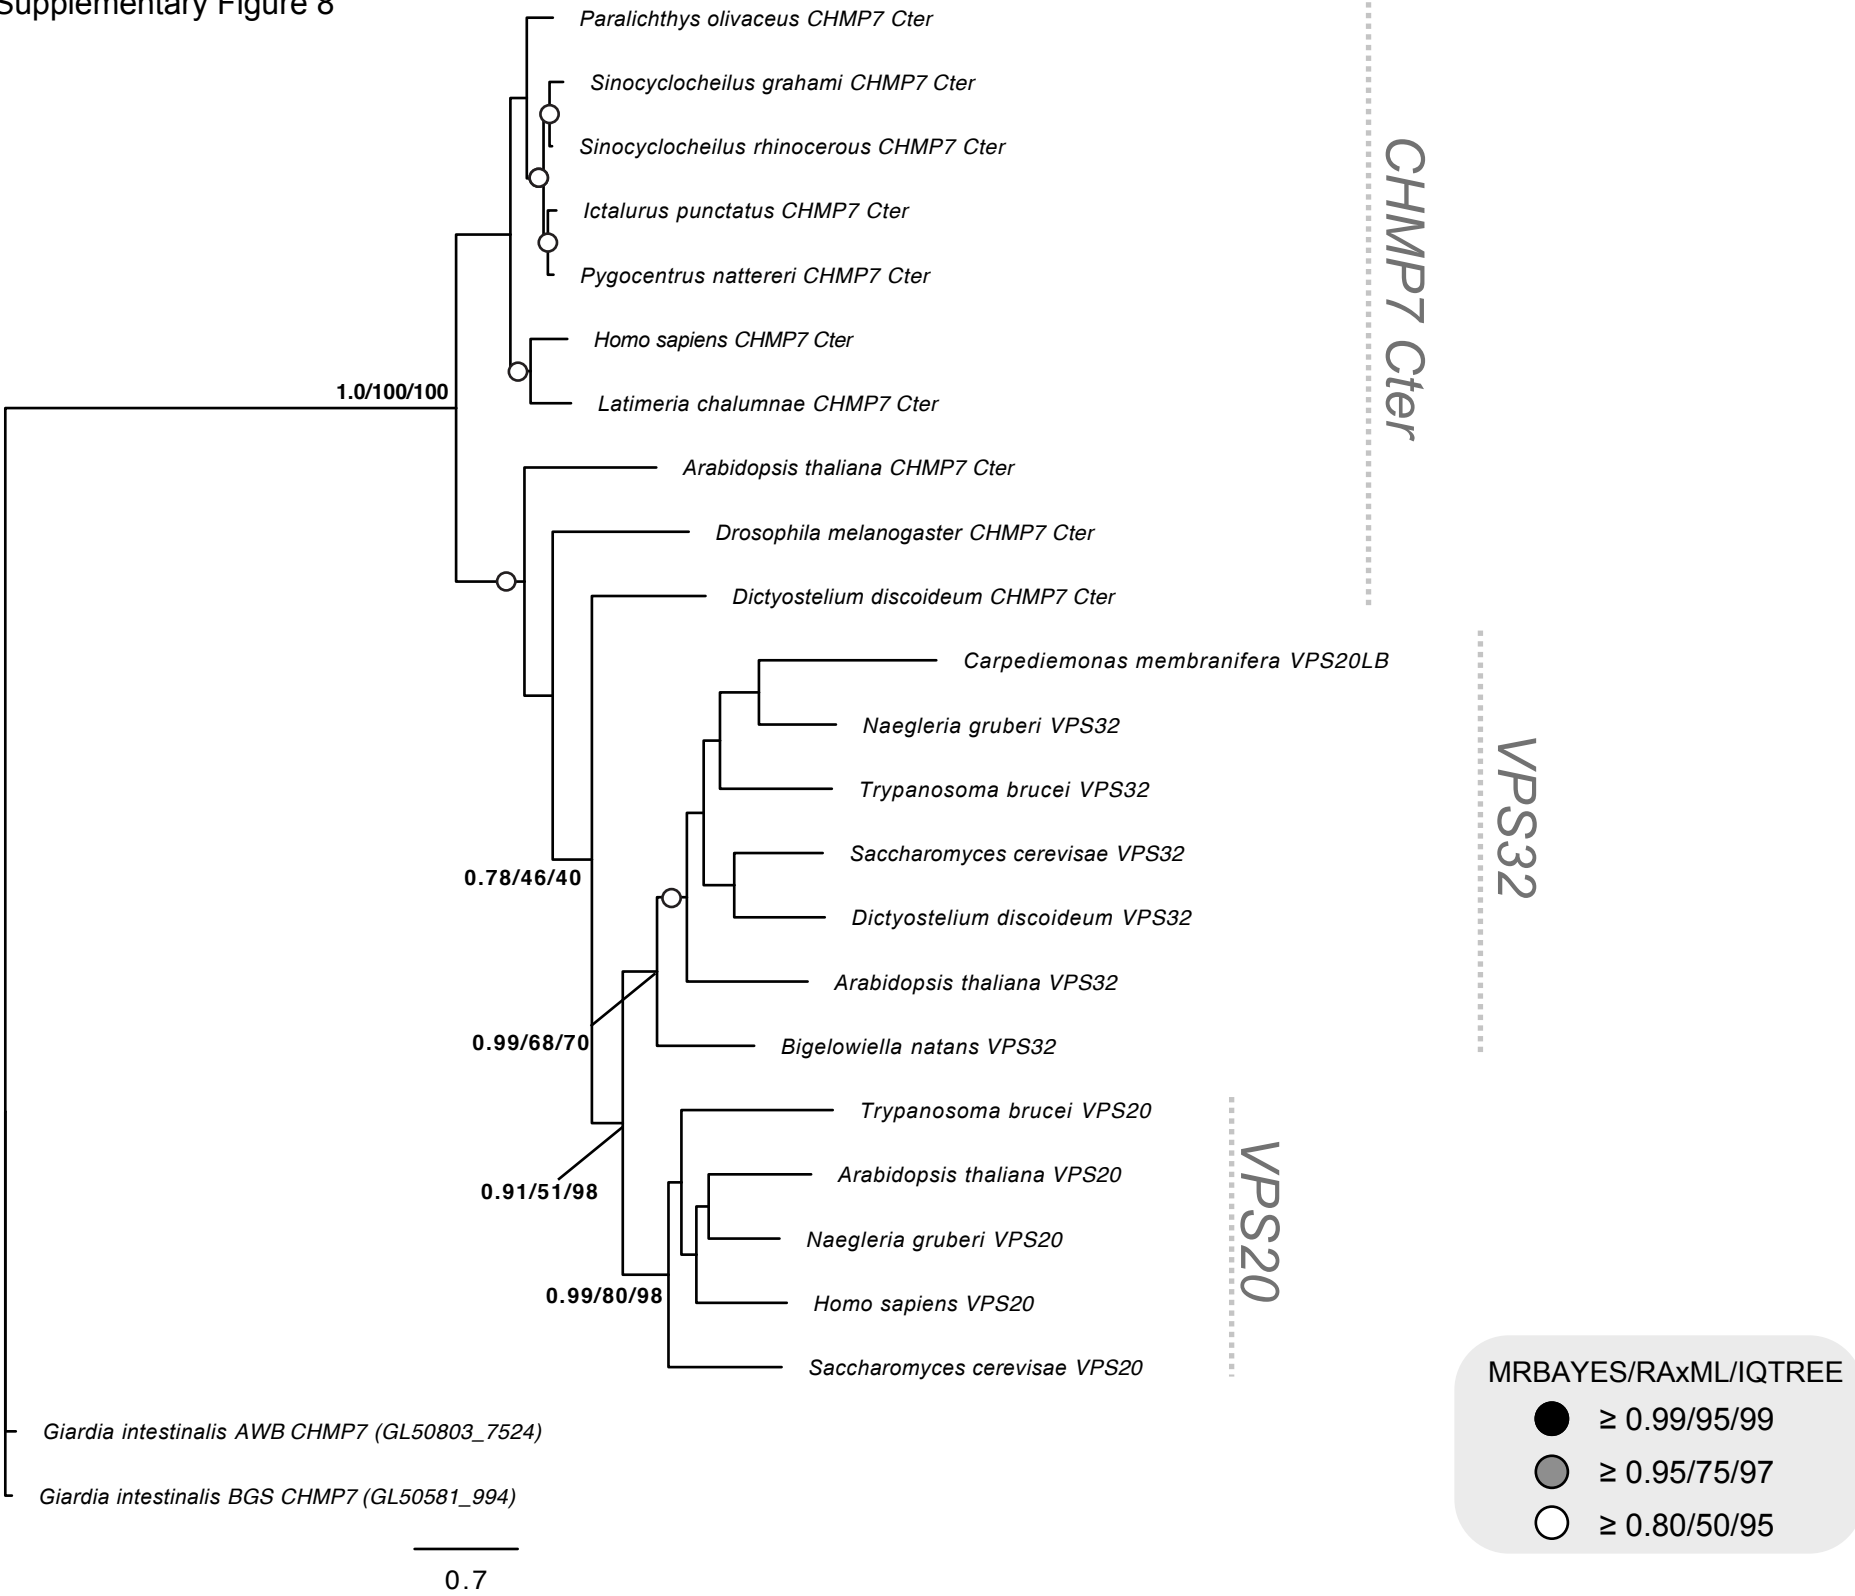 Supplementary Figure 8
Paralichthys olivaceus CHMP7 Cter
Sinocyclocheilus grahami CHMP7 Cter
Sinocyclocheilus rhinocerous CHMP7 Cter
Ictalurus punctatus CHMP7 Cter
Pygocentrus nattereri CHMP7 Cter
Homo sapiens CHMP7 Cter
1.0/100/100
Latimeria chalumnae CHMP7 Cter
CHMP7 Cter
Arabidopsis thaliana CHMP7 Cter
Drosophila melanogaster CHMP7 Cter
Dictyostelium discoideum CHMP7 Cter
Carpediemonas membranifera VPS20LB
Naegleria gruberi VPS32
Trypanosoma brucei VPS32
Saccharomyces cerevisae VPS32
0.78/46/40
Dictyostelium discoideum VPS32
VPS32
Arabidopsis thaliana VPS32
0.99/68/70
Bigelowiella natans VPS32
Trypanosoma brucei VPS20
Arabidopsis thaliana VPS20
0.91/51/98
Naegleria gruberi VPS20
VPS20
0.99/80/98
Homo sapiens VPS20
Saccharomyces cerevisae VPS20
Giardia intestinalis AWB CHMP7 (GL50803_7524)
Giardia intestinalis BGS CHMP7 (GL50581_994)
0.7
MRBAYES/RAxML/IQTREE
≥ 0.99/95/99
≥ 0.95/75/97
≥ 0.80/50/95